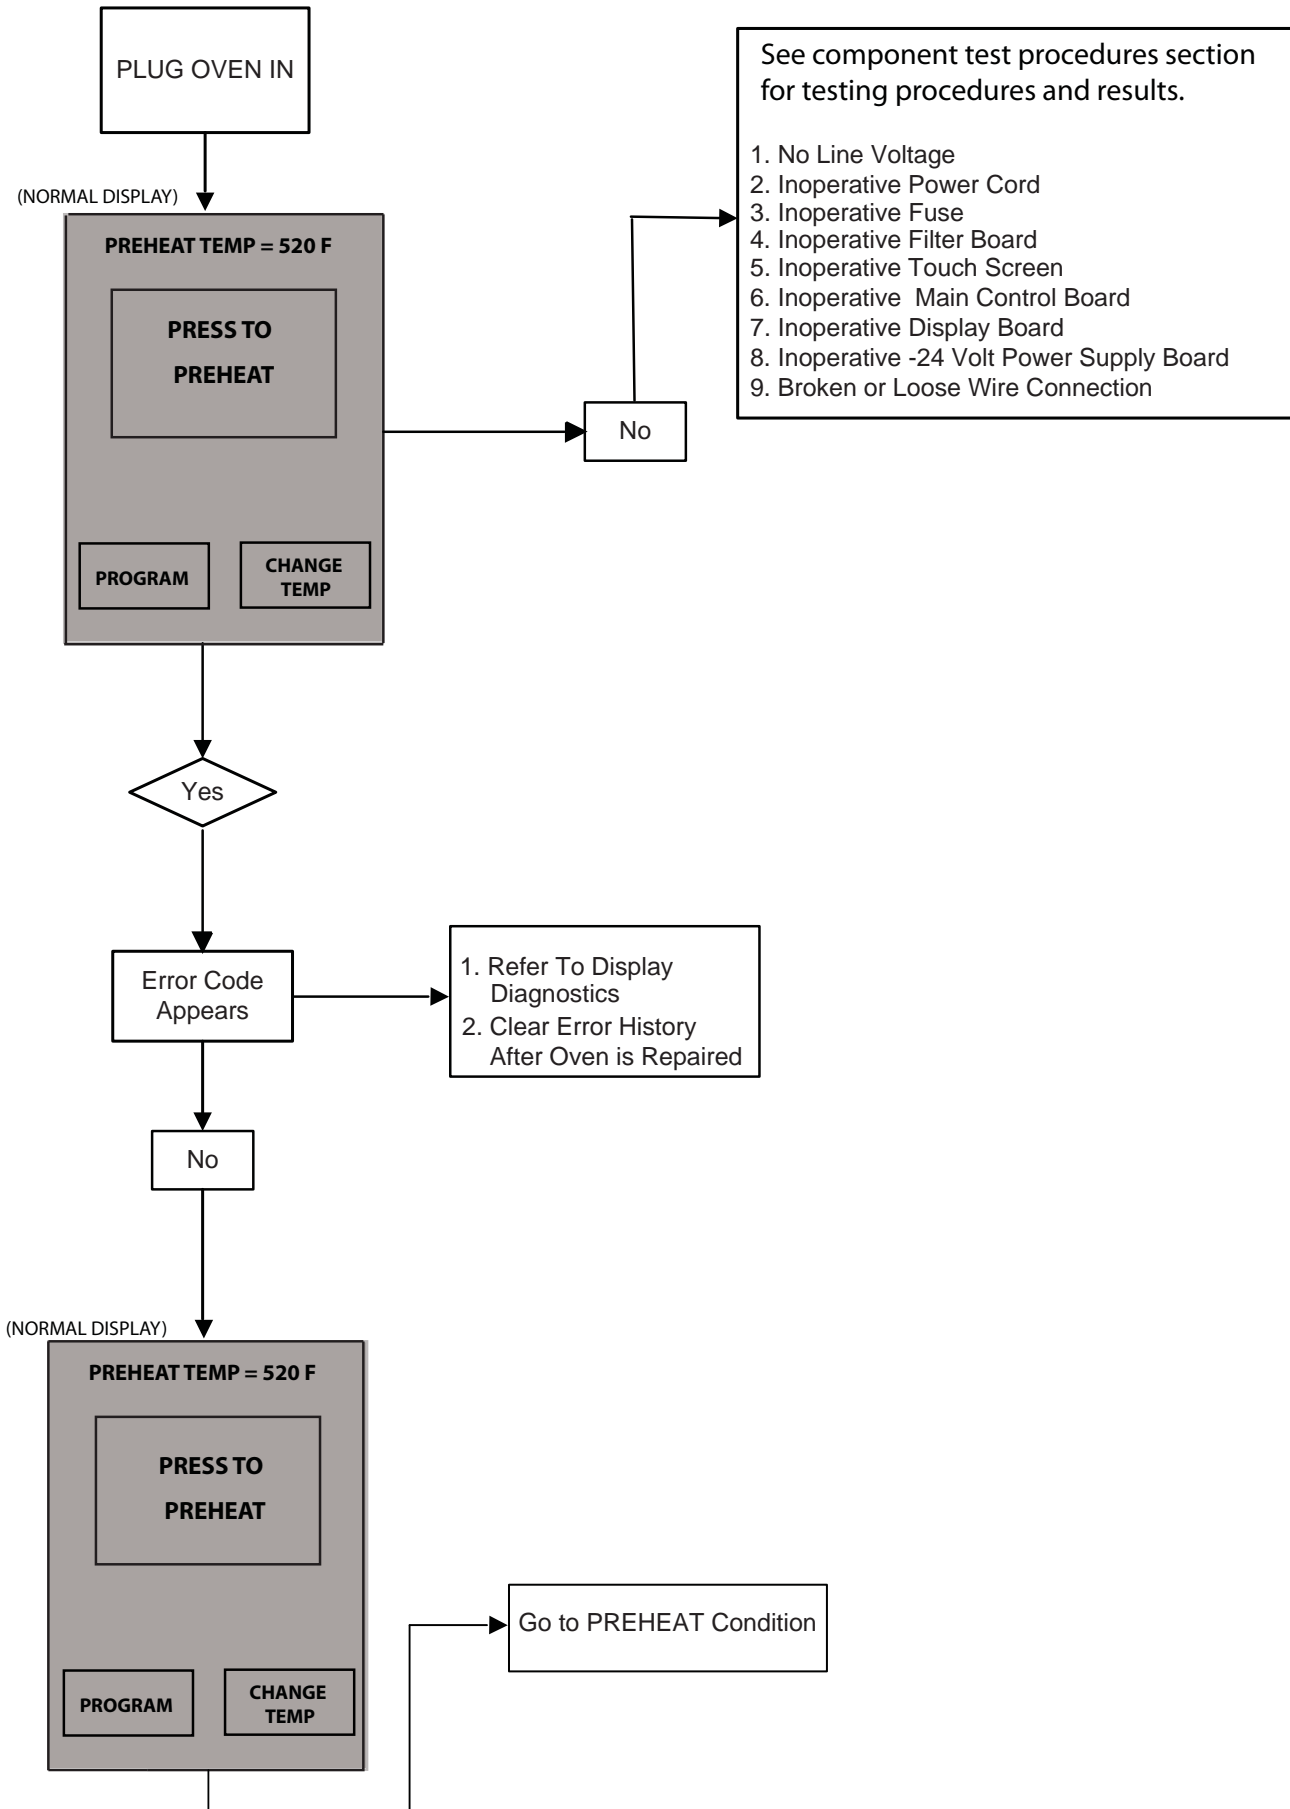 PLUG OVEN IN
(NORMAL DISPLAY)
PREHEAT TEMP = 520 F
PRESS TO
PREHEAT
PROGRAM
CHANGE
TEMP
No
See component test procedures section
for testing procedures and results.
1. No Line Voltage
2. Inoperative Power Cord
3. Inoperative Fuse
4. Inoperative Filter Board
5. Inoperative Touch Screen
6. Inoperative  Main Control Board
7. Inoperative Display Board
8. Inoperative -24 Volt Power Supply Board
9. Broken or Loose Wire Connection
Yes
Error Code
Appears
1. Refer To Display
Diagnostics
2. Clear Error History
After Oven is Repaired
No
(NORMAL DISPLAY)
PREHEAT TEMP = 520 F
PRESS TO
PREHEAT
PROGRAM
CHANGE
TEMP
Go to PREHEAT Condition